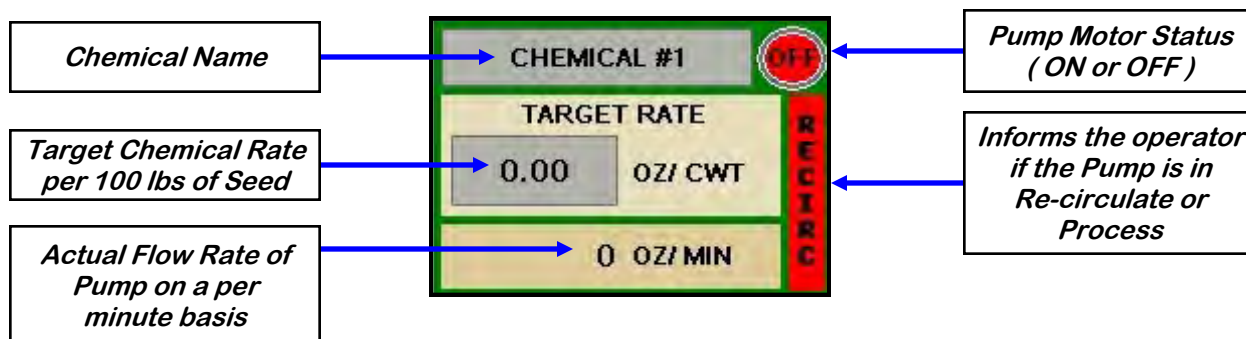 Chemical Name
Target Chemical Rate
per 100 lbs of Seed
Actual Flow Rate of
Pump on a per
minute basis
CHEMICAL #1
OFF
TARGET RATE
0.00 OZ/ CWT
0 OZ/ MIN
RECIRC
Pump Motor Status
( ON or OFF )
Informs the operator
if the Pump is in
Re-circulate or
Process